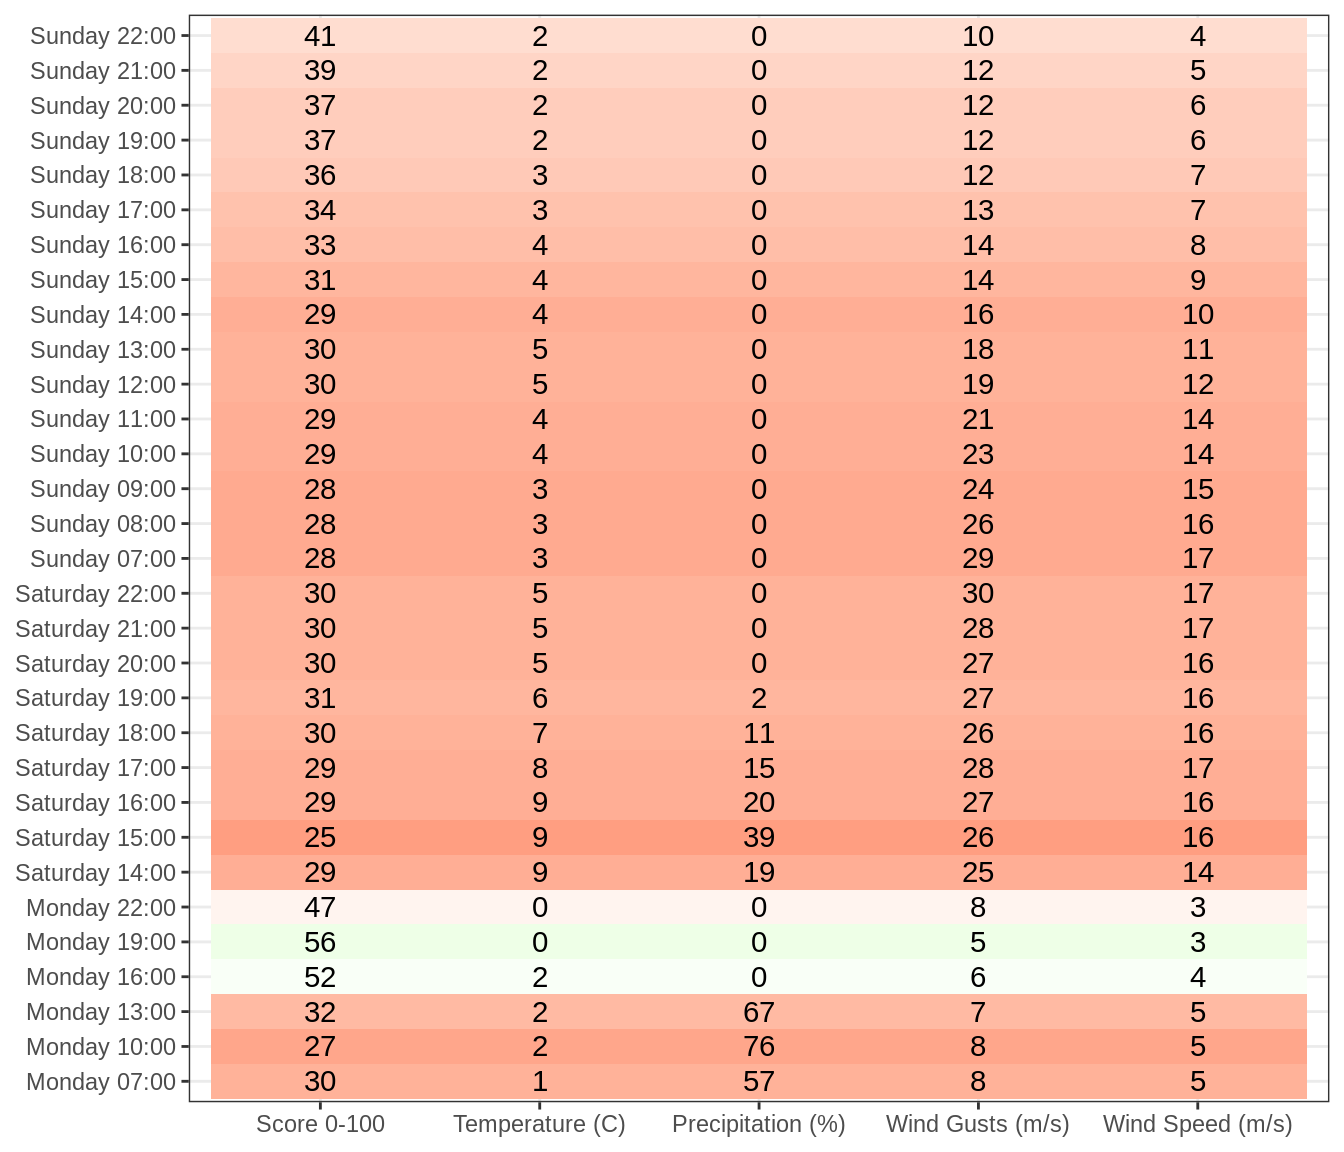 Sunday 22:00 41 2 0 10 4
Sunday 21:00 39 2 0 12 5
Sunday 20:00 37 2 0 12 6
Sunday 19:00 37 2 0 12 6
Sunday 18:00 36 3 0 12 7
Sunday 17:00 34 3 0 13 7
Sunday 16:00 33 4 0 14 8
Sunday 15:00 31 4 0 14 9
Sunday 14:00 29 4 0 16 10
Sunday 13:00 30 5 0 18 11
Sunday 12:00 30 5 0 19 12
Sunday 11:00 29 4 0 21 14
Sunday 10:00 29 4 0 23 14
Sunday 09:00 28 3 0 24 15
Sunday 08:00 28 3 0 26 16
Sunday 07:00 28 3 0 29 17
Saturday 22:00 30 5 0 30 17
Saturday 21:00 30 5 0 28 17
Saturday 20:00 30 5 0 27 16
Saturday 19:00 31 6 2 27 16
Saturday 18:00 30 7 11 26 16
Saturday 17:00 29 8 15 28 17
Saturday 16:00 29 9 20 27 16
Saturday 15:00 25 9 39 26 16
Saturday 14:00 29 9 19 25 14
Monday 22:00 47 0 0 8 3
Monday 19:00 56 0 0 5 3
Monday 16:00 52 2 0 6 4
Monday 13:00 32 2 67 7 5
Monday 10:00 27 2 76 8 5
Monday 07:00 30 1 57 8 5
Score 0-100 Temperature (C) Precipitation (%) Wind Gusts (m/s) Wind Speed (m/s)